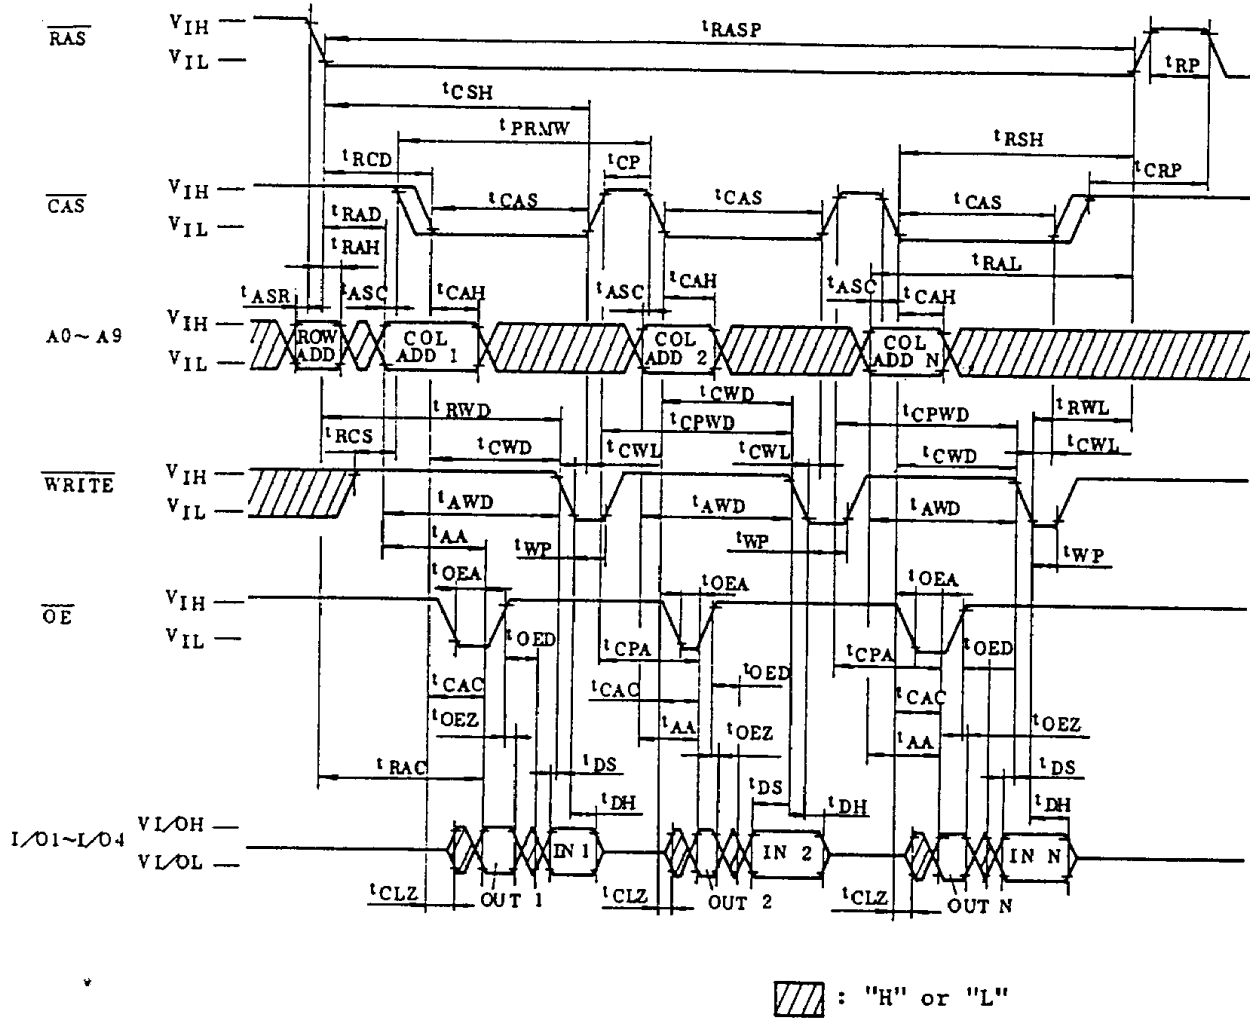 RAS VIH
VIL
tRASP
tRP
tCSH
tPRMW
tRSH
tRCD
tCP
tCRP
CAS VIH
VIL
tCAS
tCAS
tCAS
tRAD
tRAH
tRAL
tASR
tASC
tCAH
tASC
tCAH
tASC
tCAH
A0~A9 VIH
VIL
ROW ADD
COL ADD 1
COL ADD 2
COL ADD N
tRWD
tCWD
tCPWD
tCPWD
tRWL
tRCS
tCWD
tCWL
tCWL
tCWD
tCWL
WRITE VIH
VIL
tAWD
tAWD
tAWD
tAA
tWP
tWP
tWP
tOEA
tOEA
tOEA
OE VIH
VIL
tOED
tCPA
tOED
tCPA
tOED
tCAC
tCAC
tCAC
tOEZ
tAA
tOEZ
tAA
tOEZ
tRAC
tDS
tDS
tDS
tDH
tDH
tDH
I/O1~I/O4 VI/OH
VI/OL
IN 1
IN 2
IN N
tCLZ
OUT 1
tCLZ
OUT 2
tCLZ
OUT N
: "H" or "L"